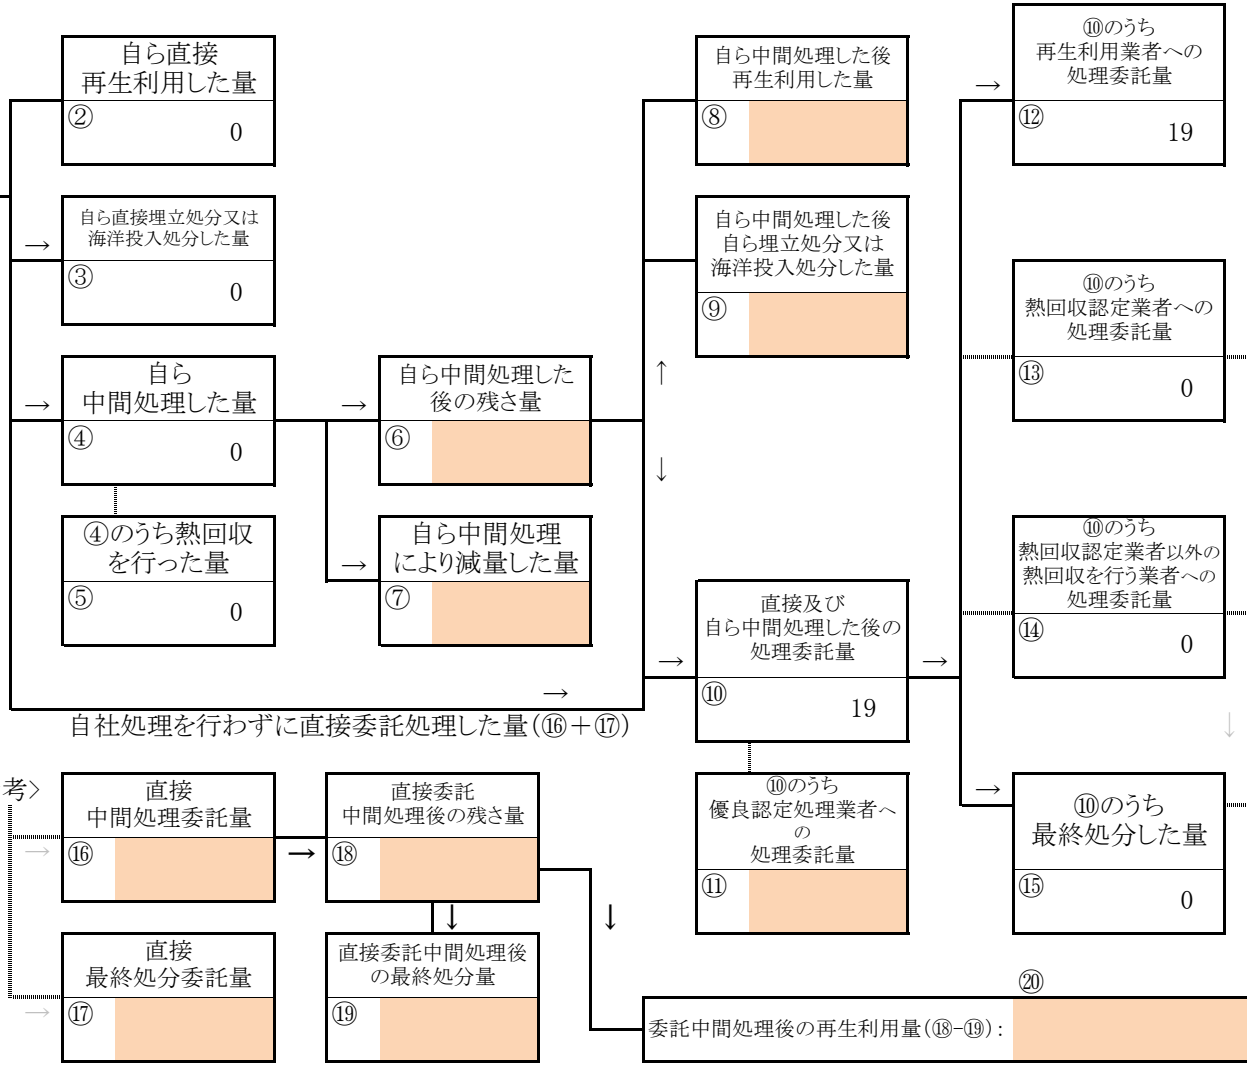 自ら直接
再生利用した量
②
0
自ら直接埋立処分又は
海洋投入処分した量
→
③
0
自ら
中間処理した量
→
④
0
④のうち熱回収
を行った量
⑤
0
自ら中間処理した
後の残さ量
→
⑥
自ら中間処理
により減量した量
→
⑦
自ら中間処理した後
再生利用した量
⑧
自ら中間処理した後
自ら埋立処分又は
海洋投入処分した量
⑨
↑
↓
直接及び
自ら中間処理した後の
処理委託量
→
⑩
19
→
→
自社処理を行わずに直接委託処理した量(⑯+⑰)
⑩のうち
優良認定処理業者へ
の
処理委託量
⑪
⑩のうち
再生利用業者への
処理委託量
→
⑫
19
⑩のうち
熱回収認定業者への
処理委託量
⑬
0
⑩のうち
熱回収認定業者以外の
熱回収を行う業者への
処理委託量
⑭
0
↓
⑩のうち
最終処分した量
→
⑮
0
考>
直接
中間処理委託量
→
⑯
直接委託
中間処理後の残さ量
→
⑱
↓
↓
直接
最終処分委託量
→
⑰
直接委託中間処理後
の最終処分量
⑲
⑳
委託中間処理後の再生利用量(⑱-⑲):